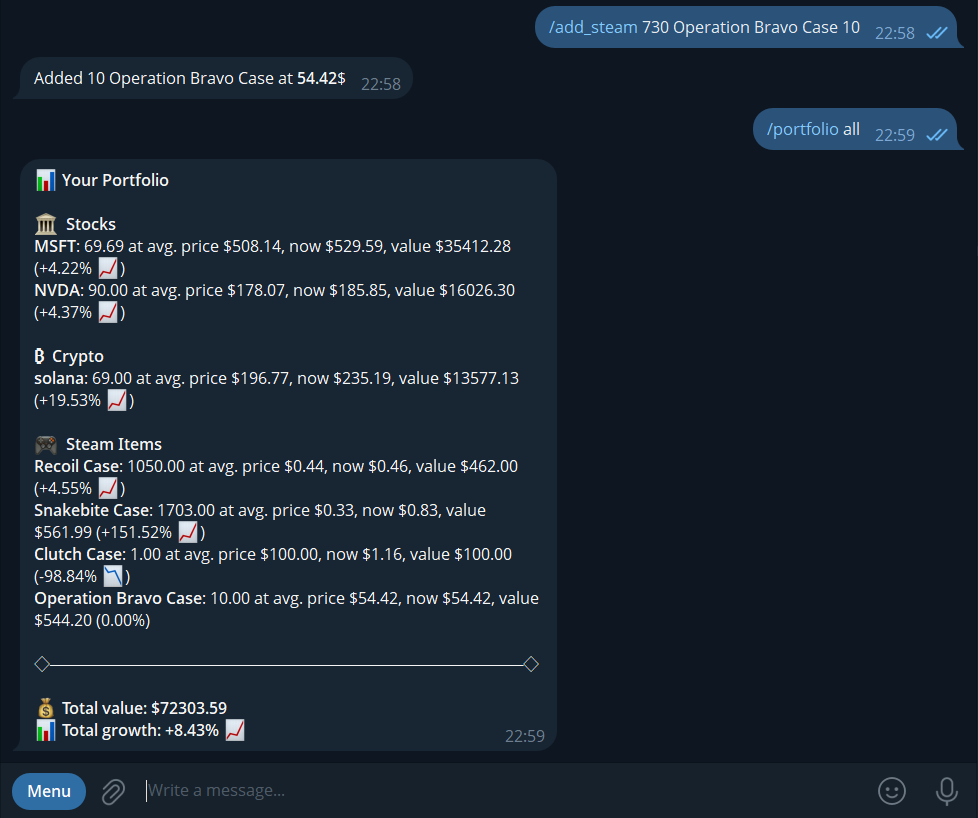 /add_steam 730 Operation Bravo Case 10 22:58
Added 10 Operation Bravo Case at 54.42$ 22:58
/portfolio all 22:59
Your Portfolio
Stocks
MSFT: 69.69 at avg. price $508.14, now $529.59, value $35412.28
(+4.22% )
NVDA: 90.00 at avg. price $178.07, now $185.85, value $16026.30
(+4.37% )
₿ Crypto
solana: 69.00 at avg. price $196.77, now $235.19, value $13577.13
(+19.53% )
Steam Items
Recoil Case: 1050.00 at avg. price $0.44, now $0.46, value $462.00
(+4.55% )
Snakebite Case: 1703.00 at avg. price $0.33, now $0.83, value
$561.99 (+151.52% )
Clutch Case: 1.00 at avg. price $100.00, now $1.16, value $100.00
(-98.84% )
Operation Bravo Case: 10.00 at avg. price $54.42, now $54.42, value
$544.20 (0.00%)
Total value: $72303.59
Total growth: +8.43%
22:59
Menu
Write a message...